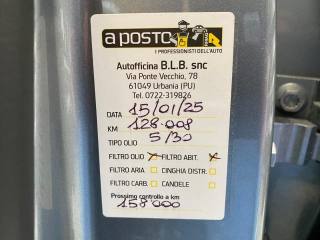 a posto
I PROFESSIONISTI DELL'AUTO
Autofficina B.L.B. snc
Via Ponte Vecchio, 78
61049 Urbania (PU)
Tel. 0722-319826
DATA 15/01/25
KM 128.008
TIPO OLIO 5/30
FILTRO OLIO FILTRO ABIT.
FILTRO ARIA CINGHIA DISTR.
FILTRO CARB. CANDELE
Prossimo controllo a km
158'000